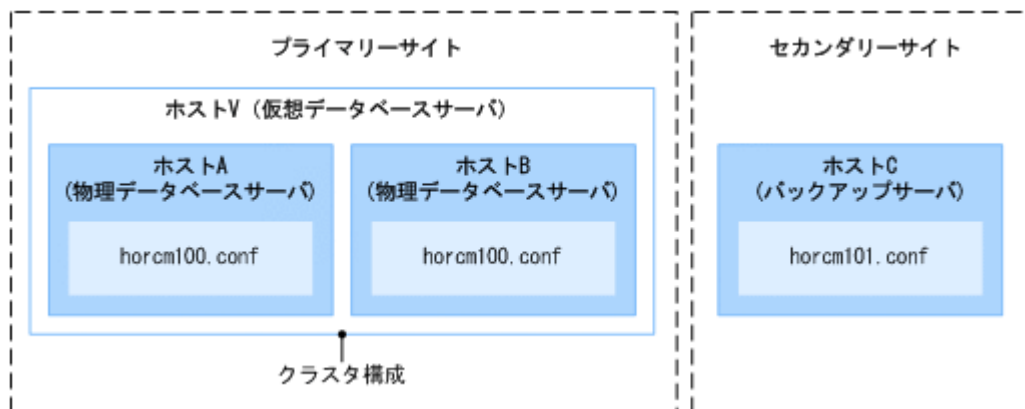 プライマリーサイト
セカンダリーサイト
ホストV（仮想データベースサーバ）
ホストA
（物理データベースサーバ）
horcm100.conf
ホストB
（物理データベースサーバ）
horcm100.conf
ホストC
（バックアップサーバ）
horcm101.conf
クラスタ構成